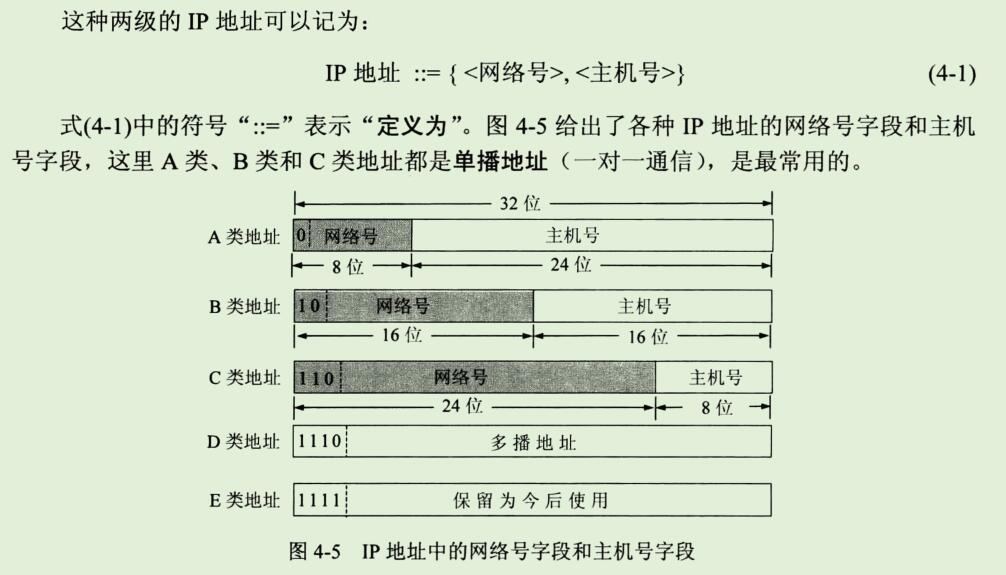 这种两级的 IP 地址可以记为：
IP 地址 ::= { <网络号>, <主机号>} (4-1)
式(4-1)中的符号“::=”表示“定义为”。图 4-5 给出了各种 IP 地址的网络号字段和主机
号字段，这里 A 类、B 类和 C 类地址都是单播地址（一对一通信），是最常用的。
32 位
A 类地址 0 网络号 主机号
8 位 24 位
B 类地址 10 网络号 主机号
16 位 16 位
C 类地址 110 网络号 主机号
24 位 8 位
D 类地址 1110 多播地址
E 类地址 1111 保留为今后使用
图 4-5 IP 地址中的网络号字段和主机号字段